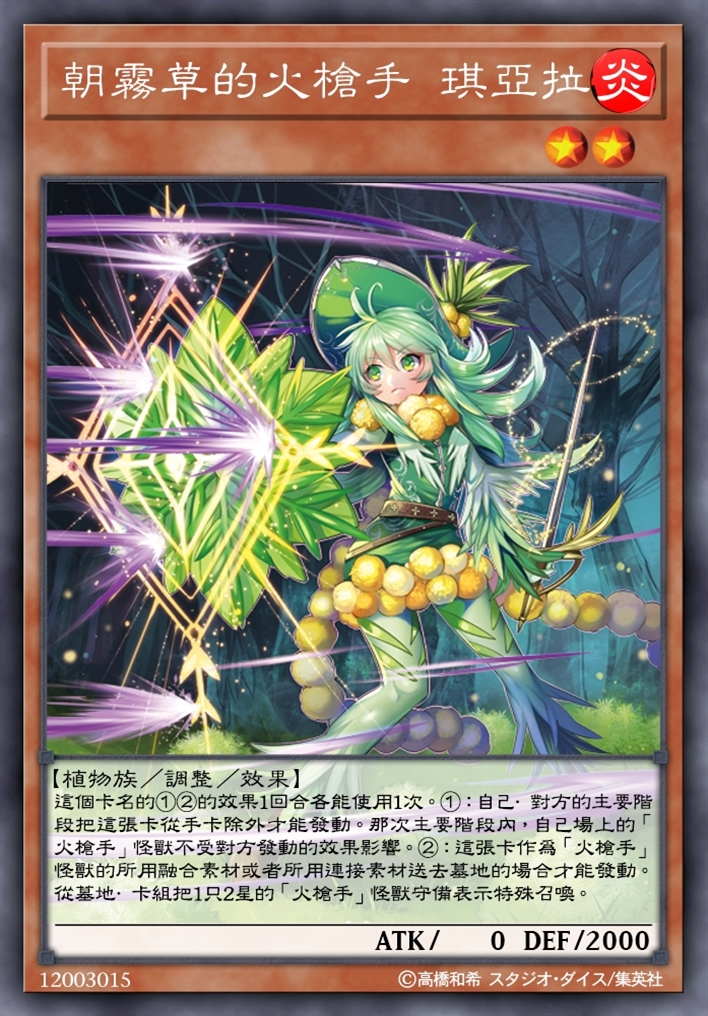 朝霧草的火槍手 琪亞拉
炎
【植物族／調整／效果】
這個卡名的①②的效果1回合各能使用1次。①：自己·對方的主要階
段把這張卡從手卡除外才能發動。那次主要階段內，自己場上的「
火槍手」怪獸不受對方發動的效果影響。②：這張卡作爲「火槍手」
怪獸的所用融合素材或者所用連接素材送去墓地的場合才能發動。
從墓地·卡組把1只2星的「火槍手」怪獸守備表示特殊召喚。
ATK/ 0 DEF/2000
12003015 ©高橋和希 スタジオ・ダイス/集英社